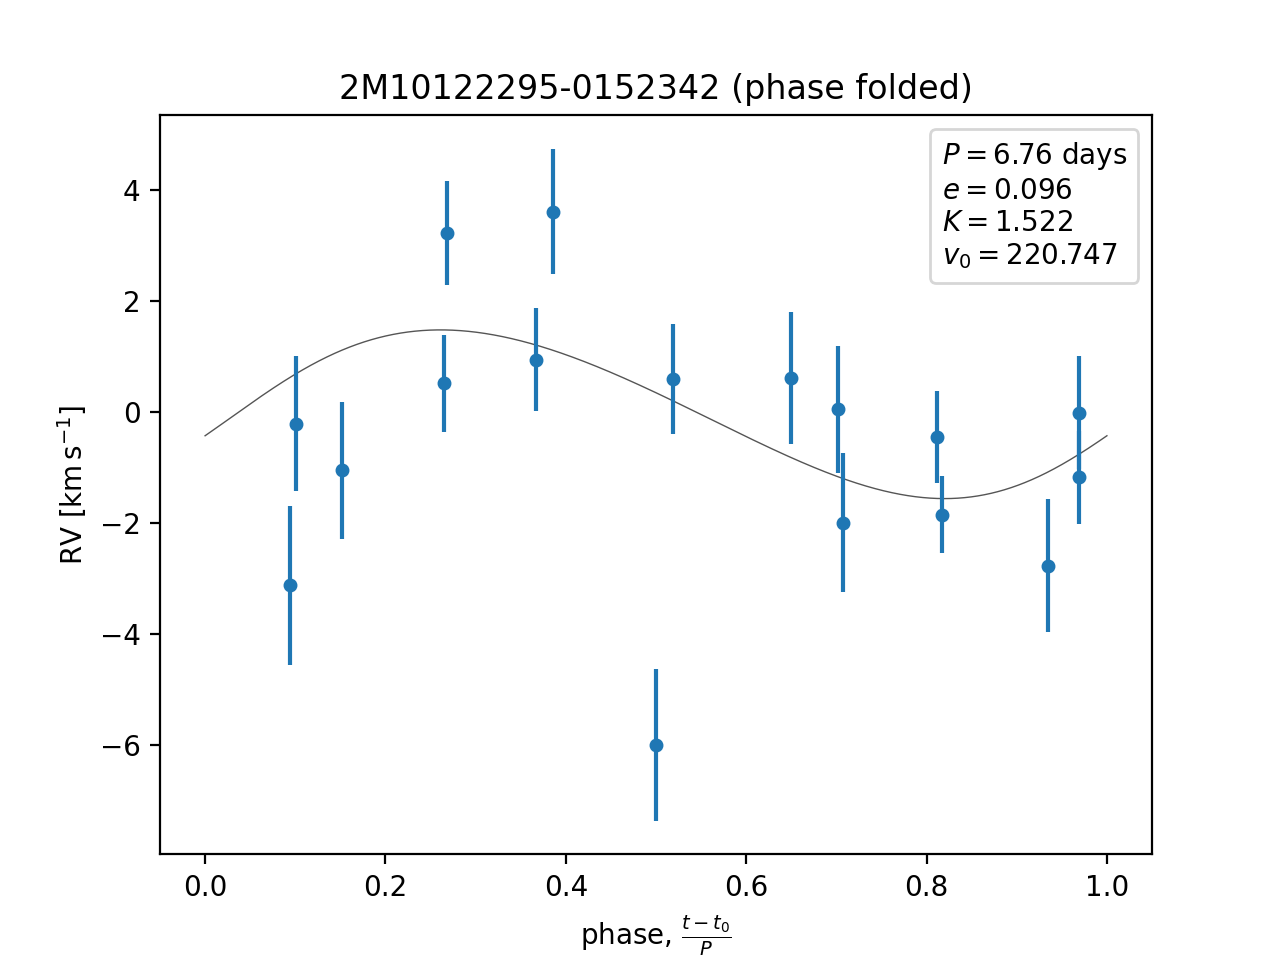 2M10122295-0152342 (phase folded)
P = 6.76 days
e = 0.096
K = 1.522
v₀ = 220.747
4
2
0
−2
−4
−6
RV [km s⁻¹]
0.0 0.2 0.4 0.6 0.8 1.0
phase, (t − t₀)/P